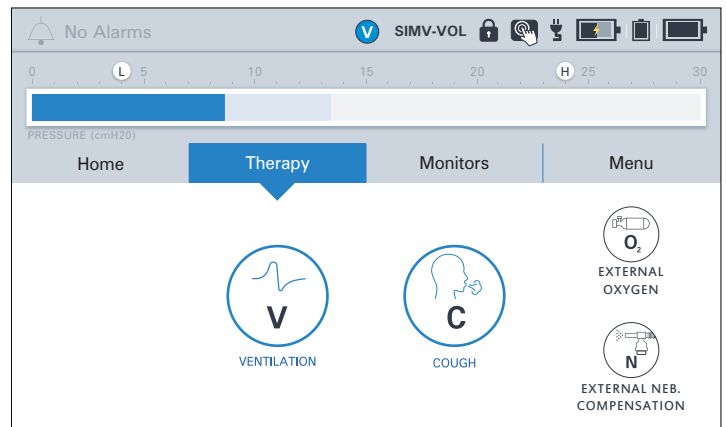 No Alarms
V SIMV-VOL
0 L 5 10 15 20 H 25 30
PRESSURE (cmH20)
Home Therapy Monitors Menu
V
VENTILATION
C
COUGH
O2
EXTERNAL
OXYGEN
N
EXTERNAL NEB.
COMPENSATION